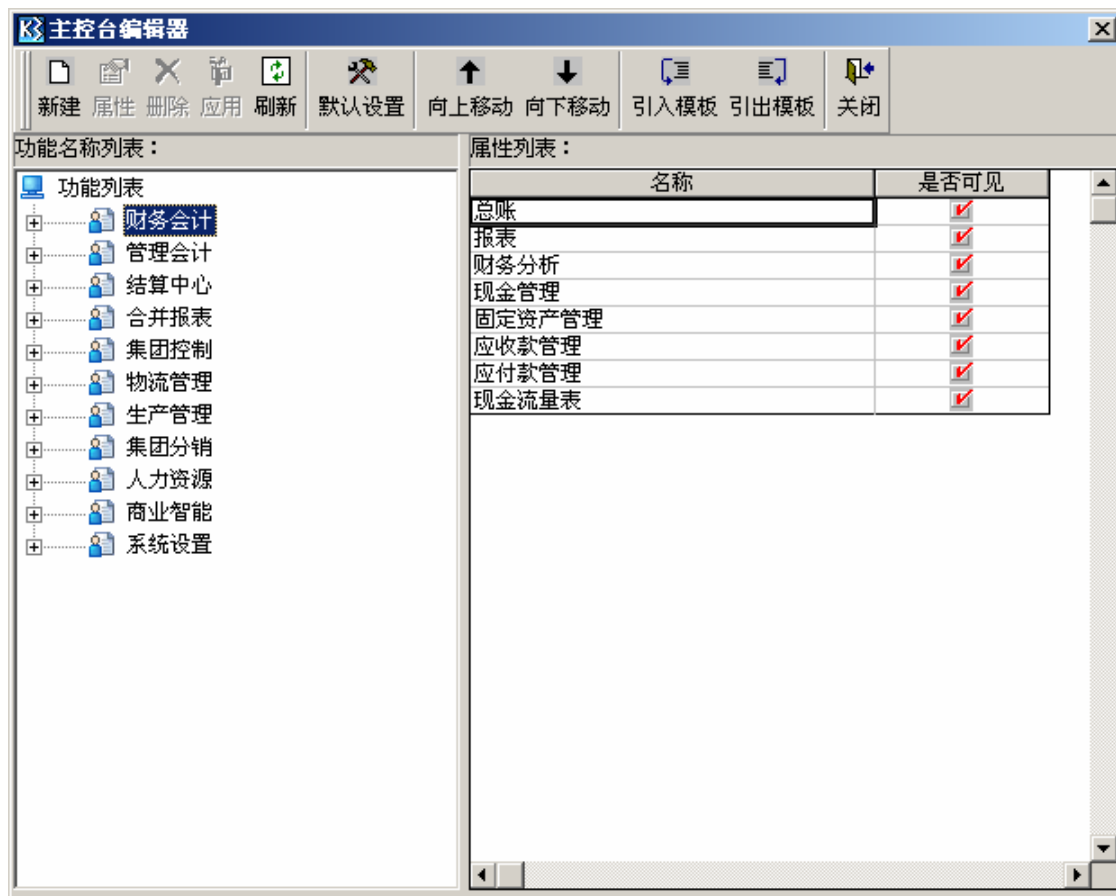 K3 主控台编辑器
新建 属性 删除 应用 刷新 默认设置 向上移动 向下移动 引入模板 引出模板 关闭
功能名称列表：
功能列表
财务会计
管理会计
结算中心
合并报表
集团控制
物流管理
生产管理
集团分销
人力资源
商业智能
系统设置
属性列表：
名称 是否可见
总账
报表
财务分析
现金管理
固定资产管理
应收款管理
应付款管理
现金流量表